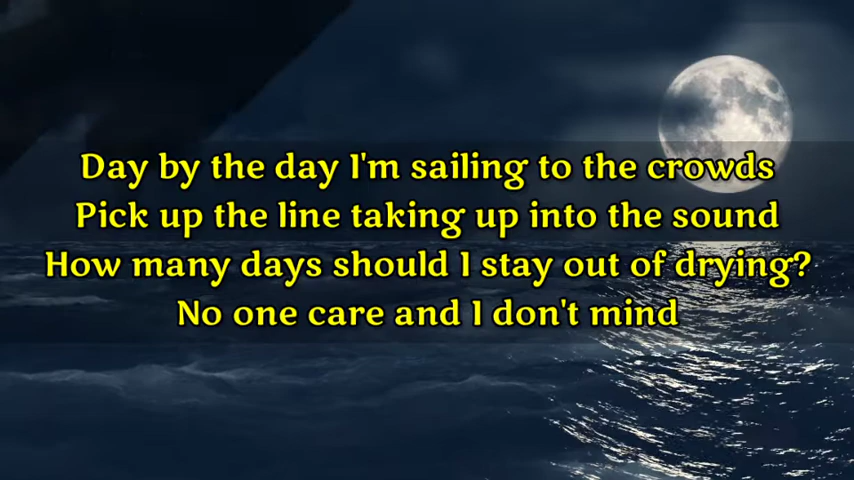 Day by the day I'm sailing to the crowds
Pick up the line taking up into the sound
How many days should I stay out of drying?
No one care and I don't mind